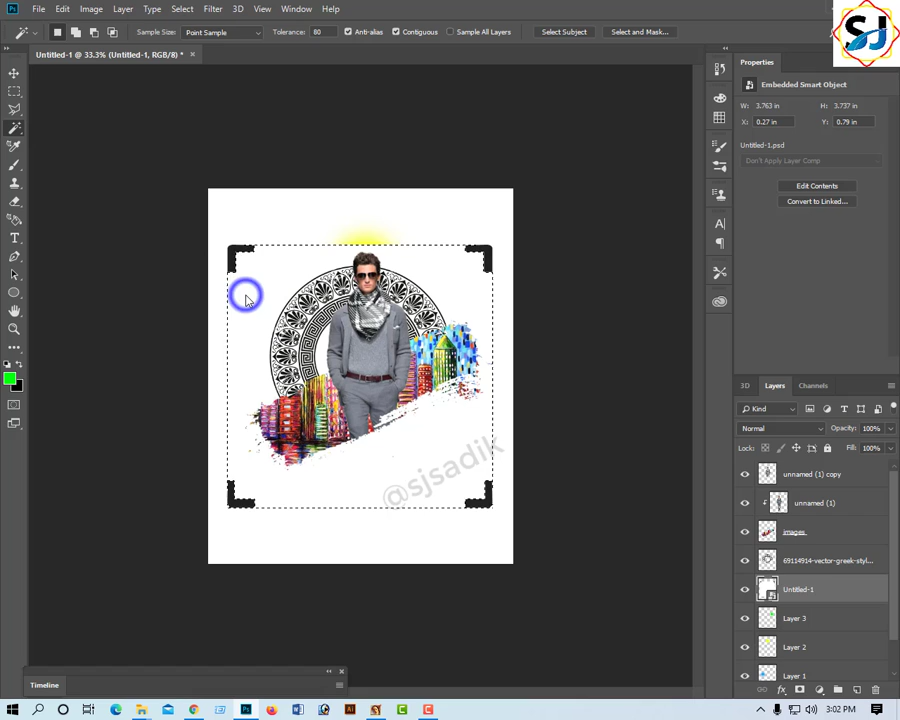 Ps File Edit Image Layer Type Select Filter 3D View Window Help
SJ
Sample Size: Point Sample Tolerance: 80 Anti-alias Contiguous Sample All Layers Select Subject Select and Mask...
Untitled-1 @ 33.3% (Untitled-1, RGB/8) * ×
Properties
Embedded Smart Object
W: 3.763 in H: 3.737 in
X: 0.27 in Y: 0.79 in
Untitled-1.psd
Don't Apply Layer Comp
Edit Contents
Convert to Linked...
@sjsadik
3D Layers Channels
Kind
Normal Opacity: 100%
Lock: Fill: 100%
unnamed (1) copy
unnamed (1)
images
69114914-vector-greek-styl...
Untitled-1
Layer 3
Layer 2
Layer 1
fx
Timeline
3:02 PM